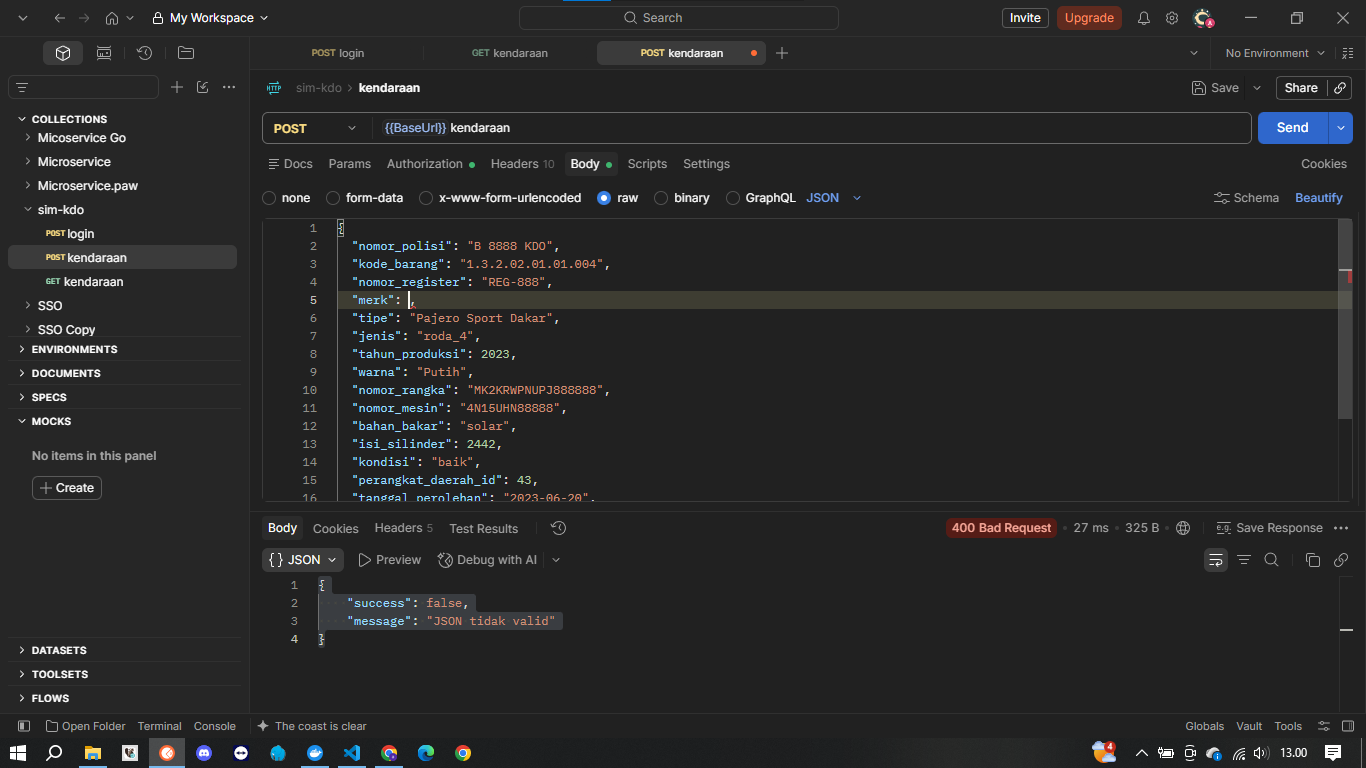 My Workspace
Search
Invite
Upgrade
POST login
GET kendaraan
POST kendaraan
No Environment
HTTP
sim-kdo > kendaraan
Save
Share
COLLECTIONS
Micoservice Go
Microservice
Microservice.paw
sim-kdo
POST login
POST kendaraan
GET kendaraan
SSO
SSO Copy
ENVIRONMENTS
DOCUMENTS
SPECS
MOCKS
No items in this panel
+ Create
DATASETS
TOOLSETS
FLOWS
POST
{{BaseUrl}} kendaraan
Send
Docs
Params
Authorization
Headers 10
Body
Scripts
Settings
Cookies
none
form-data
x-www-form-urlencoded
raw
binary
GraphQL
JSON
Schema
Beautify
1 {
2 "nomor_polisi": "B 8888 KDO",
3 "kode_barang": "1.3.2.02.01.01.004",
4 "nomor_register": "REG-888",
5 "merk": ,
6 "tipe": "Pajero Sport Dakar",
7 "jenis": "roda_4",
8 "tahun_produksi": 2023,
9 "warna": "Putih",
10 "nomor_rangka": "MK2KRWPNUPJ888888",
11 "nomor_mesin": "4N15UHN88888",
12 "bahan_bakar": "solar",
13 "isi_silinder": 2442,
14 "kondisi": "baik",
15 "perangkat_daerah_id": 43,
16 "tanggal_perolehan": "2023-06-20",
Body
Cookies
Headers 5
Test Results
400 Bad Request
27 ms
325 B
e.g. Save Response
{} JSON
Preview
Debug with AI
1 {
2 "success": false,
3 "message": "JSON tidak valid"
4 }
Open Folder
Terminal
Console
The coast is clear
Globals
Vault
Tools
4
13.00